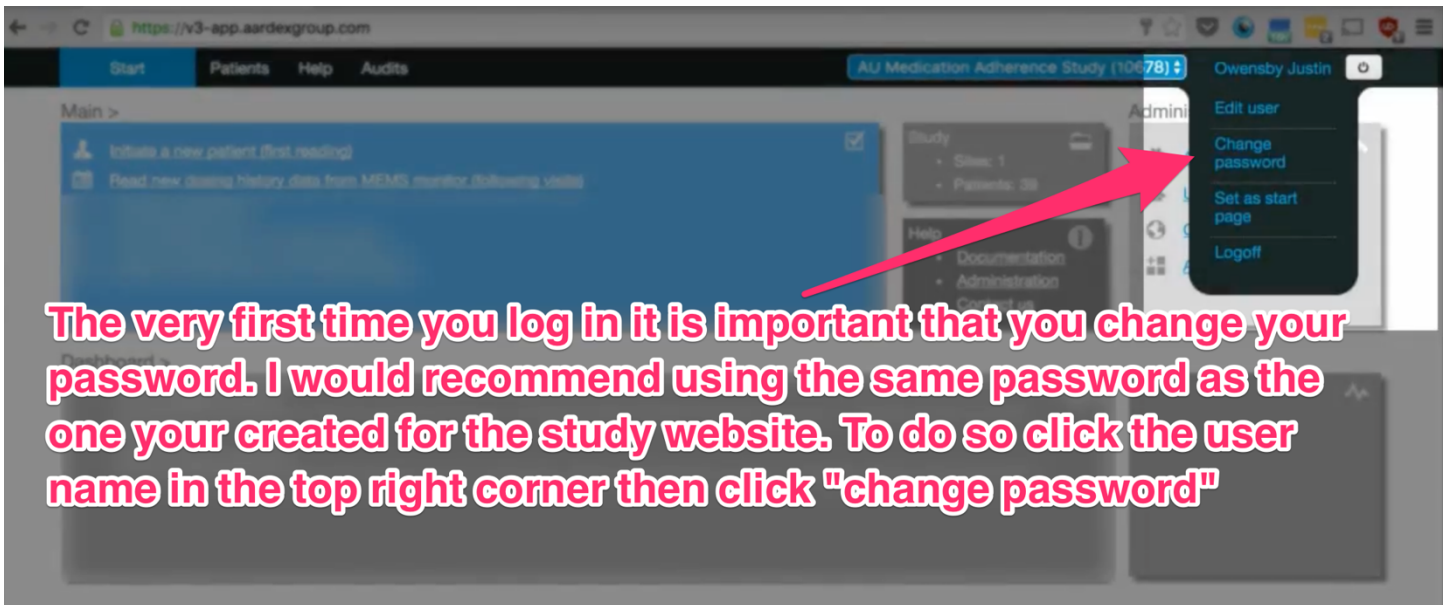 https://v3-app.aardexgroup.com
Start Patients Help Audits AU Medication Adherence Study (10678) Owensby Justin
Main >
Initiate a new patient (first reading)
Read new dosing history data from MEMS monitor (following visits)
Study
Sites: 1
Patients: 39
Help
Documentation
Administration
Contact us
Admini
Edit user
Change
password
Set as start
page
Logoff
The very first time you log in it is important that you change your
password. I would recommend using the same password as the
one your created for the study website. To do so click the user
name in the top right corner then click "change password"
Dashboard >